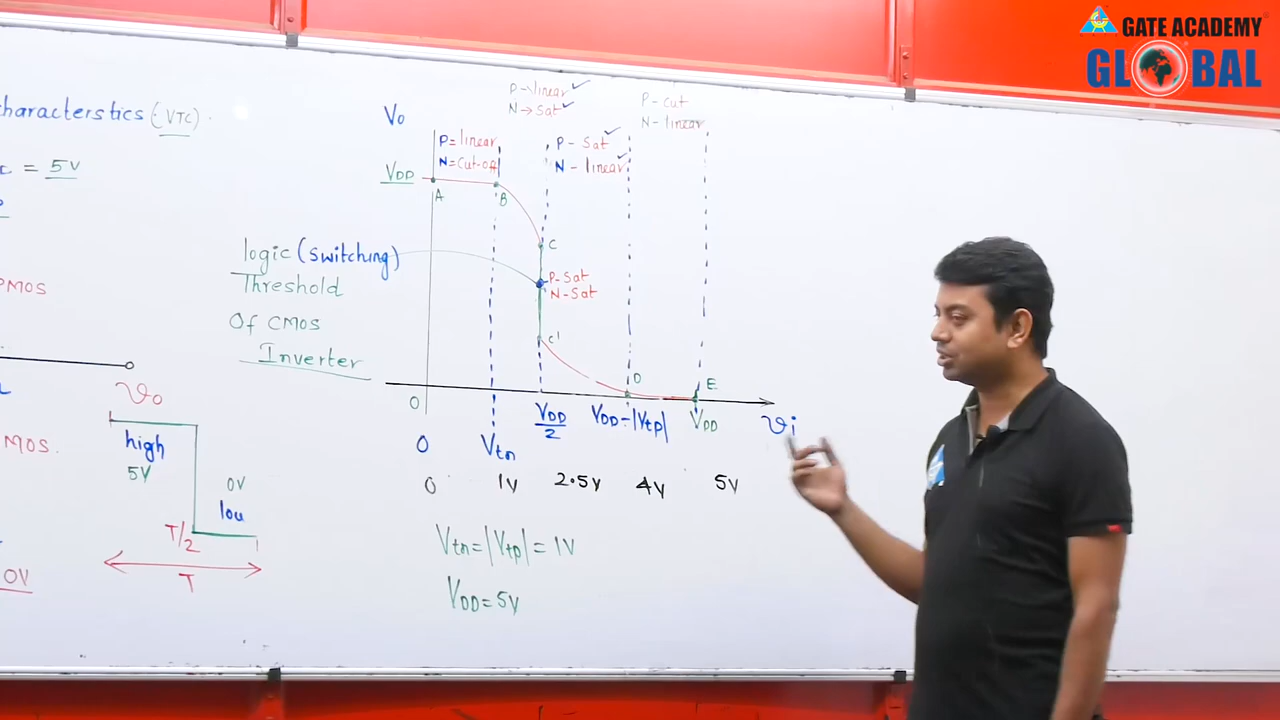 GATE ACADEMY
GLOBAL
characterstics (VTC).
= 5V
PMOS
MOS.
0V
P→linear ✓
N→Sat ✓
P-cut
N-linear
Vo
P=linear
N=cut-off
P-Sat ✓
N-linear ✓
VDD
A
B
C
logic (switching)
Threshold
Of CMOS
Inverter
P-Sat
N-Sat
C'
D
E
0
VDD/2
VDD-|Vtp|
VDD
Vi
0
Vtn
0
1V
2.5V
4V
5V
Vo
high
5V
0V
low
T/2
T
Vtn=|Vtp|=1V
VDD=5V